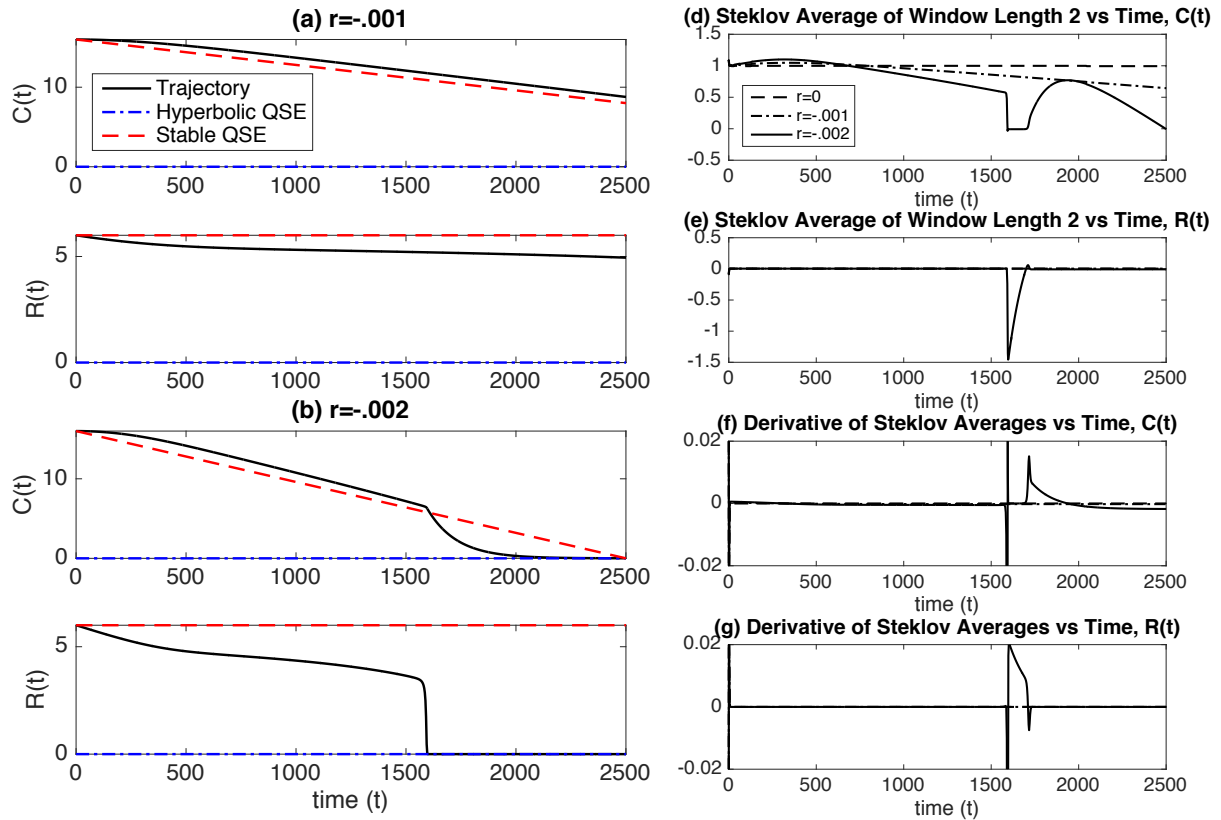 (a) r=-.001
C(t)
10
0
Trajectory
Hyperbolic QSE
Stable QSE
0 500 1000 1500 2000 2500
R(t)
5
0
0 500 1000 1500 2000 2500
(b) r=-.002
C(t)
10
0
0 500 1000 1500 2000 2500
R(t)
5
0
0 500 1000 1500 2000 2500
time (t)
(d) Steklov Average of Window Length 2 vs Time, C(t)
1.5
1
0.5
0
-0.5
r=0
r=-.001
r=-.002
0 500 1000 1500 2000 2500
time (t)
(e) Steklov Average of Window Length 2 vs Time, R(t)
0.5
0
-0.5
-1
-1.5
0 500 1000 1500 2000 2500
time (t)
(f) Derivative of Steklov Averages vs Time, C(t)
0.02
0
-0.02
0 500 1000 1500 2000 2500
time (t)
(g) Derivative of Steklov Averages vs Time, R(t)
0.02
0
-0.02
0 500 1000 1500 2000 2500
time (t)